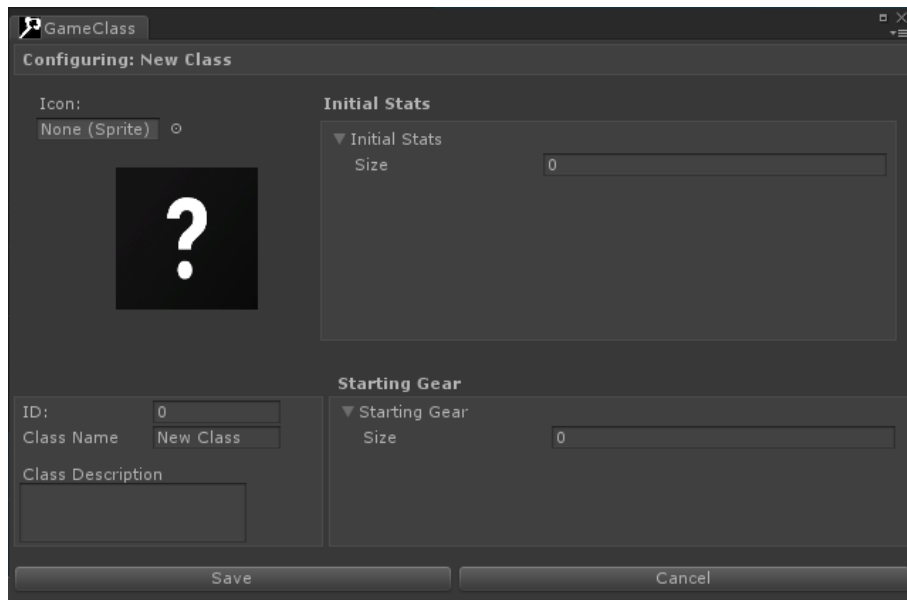 GameClass
Configuring: New Class
Icon:
None (Sprite)
?
Initial Stats
Initial Stats
Size 0
Starting Gear
Starting Gear
Size 0
ID: 0
Class Name New Class
Class Description
Save Cancel